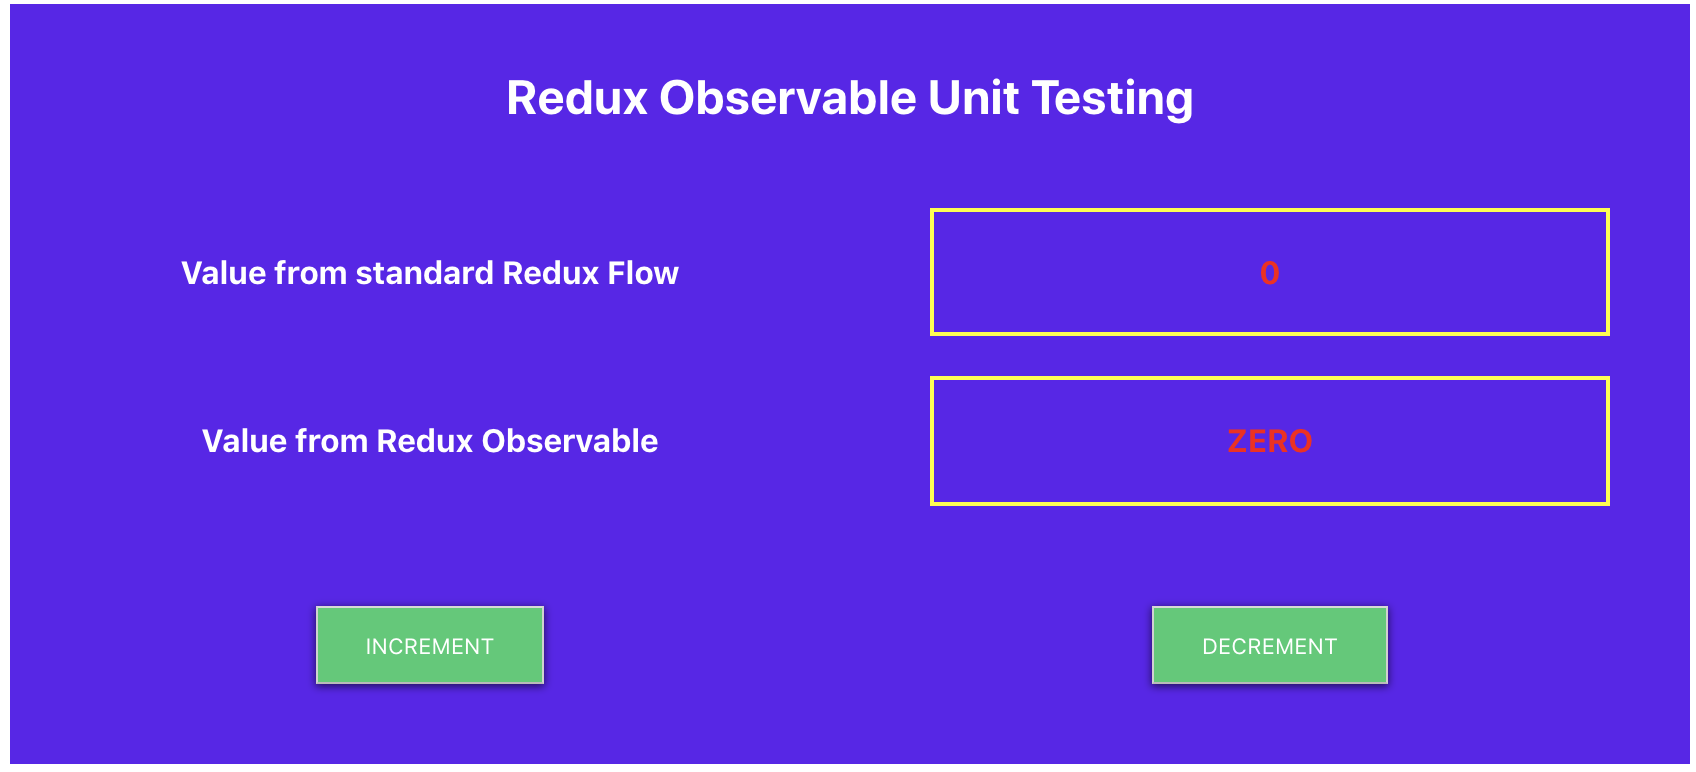 Redux Observable Unit Testing
Value from standard Redux Flow
0
Value from Redux Observable
ZERO
INCREMENT
DECREMENT